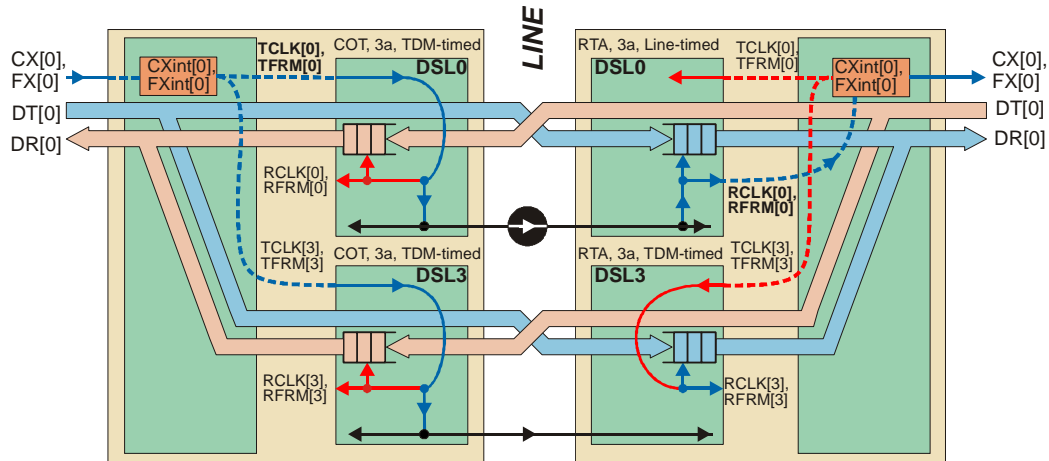 CX[0],
FX[0]
DT[0]
DR[0]
CXint[0],
FXint[0]
TCLK[0],
TFRM[0]
COT, 3a, TDM-timed
DSL0
RCLK[0],
RFRM[0]
TCLK[3],
TFRM[3]
COT, 3a, TDM-timed
DSL3
RCLK[3],
RFRM[3]
LINE
RTA, 3a, Line-timed
DSL0
TCLK[0],
TFRM[0]
CXint[0],
FXint[0]
RCLK[0],
RFRM[0]
RTA, 3a, TDM-timed
DSL3
TCLK[3],
TFRM[3]
RCLK[3],
RFRM[3]
CX[0],
FX[0]
DT[0]
DR[0]